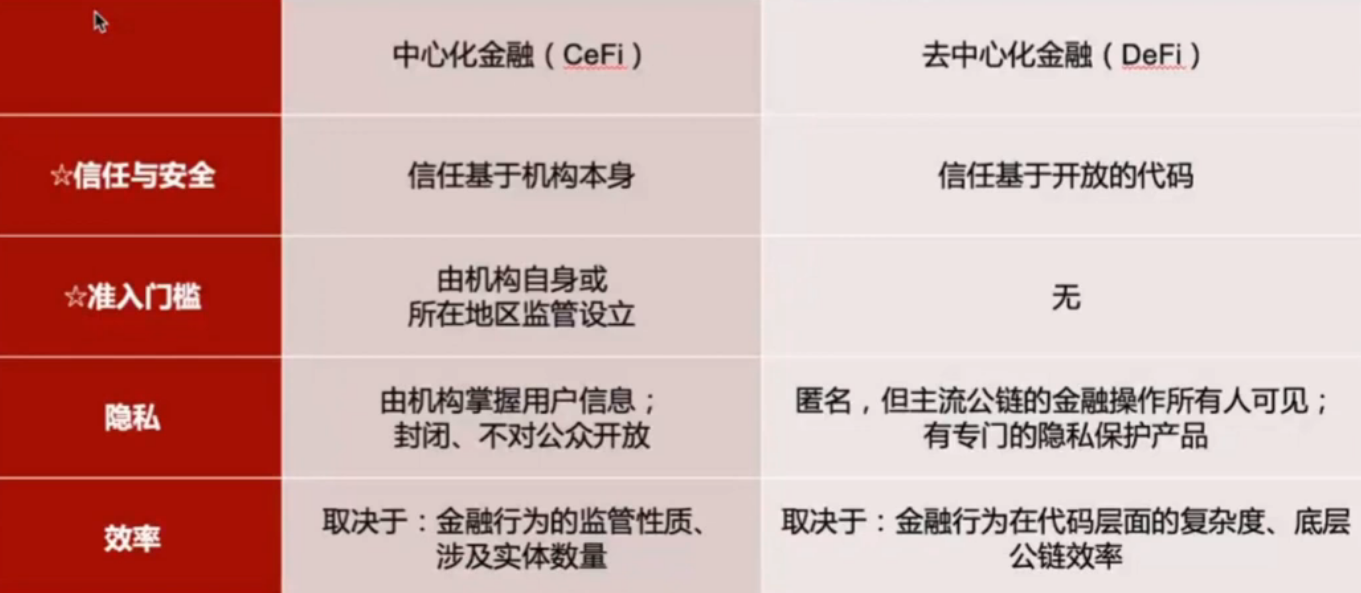 中心化金融（CeFi）
去中心化金融（DeFi）
☆信任与安全
信任基于机构本身
信任基于开放的代码
☆准入门槛
由机构自身或
所在地区监管设立
无
隐私
由机构掌握用户信息；
封闭、不对公众开放
匿名，但主流公链的金融操作所有人可见；
有专门的隐私保护产品
效率
取决于：金融行为的监管性质、
涉及实体数量
取决于：金融行为在代码层面的复杂度、底层
公链效率